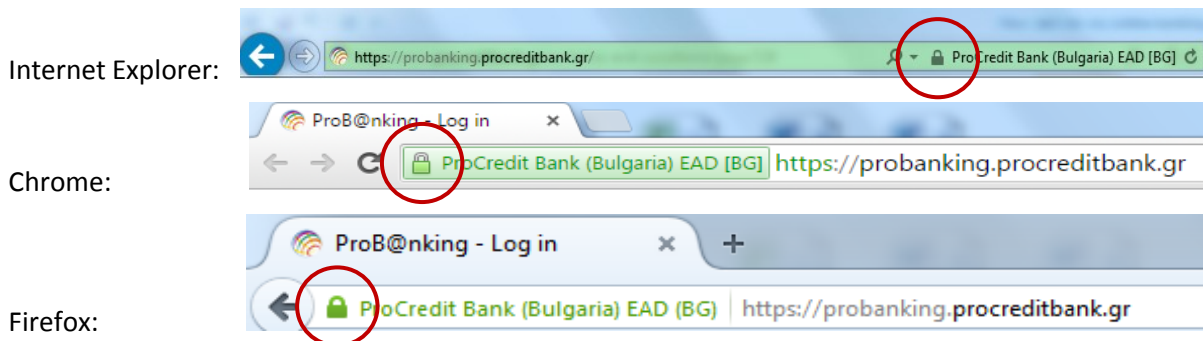 Internet Explorer:
https://probanking.procreditbank.gr/ ProCredit Bank (Bulgaria) EAD [BG]
ProB@nking - Log in
Chrome:
ProCredit Bank (Bulgaria) EAD [BG] https://probanking.procreditbank.gr
ProB@nking - Log in
Firefox:
ProCredit Bank (Bulgaria) EAD (BG) https://probanking.procreditbank.gr